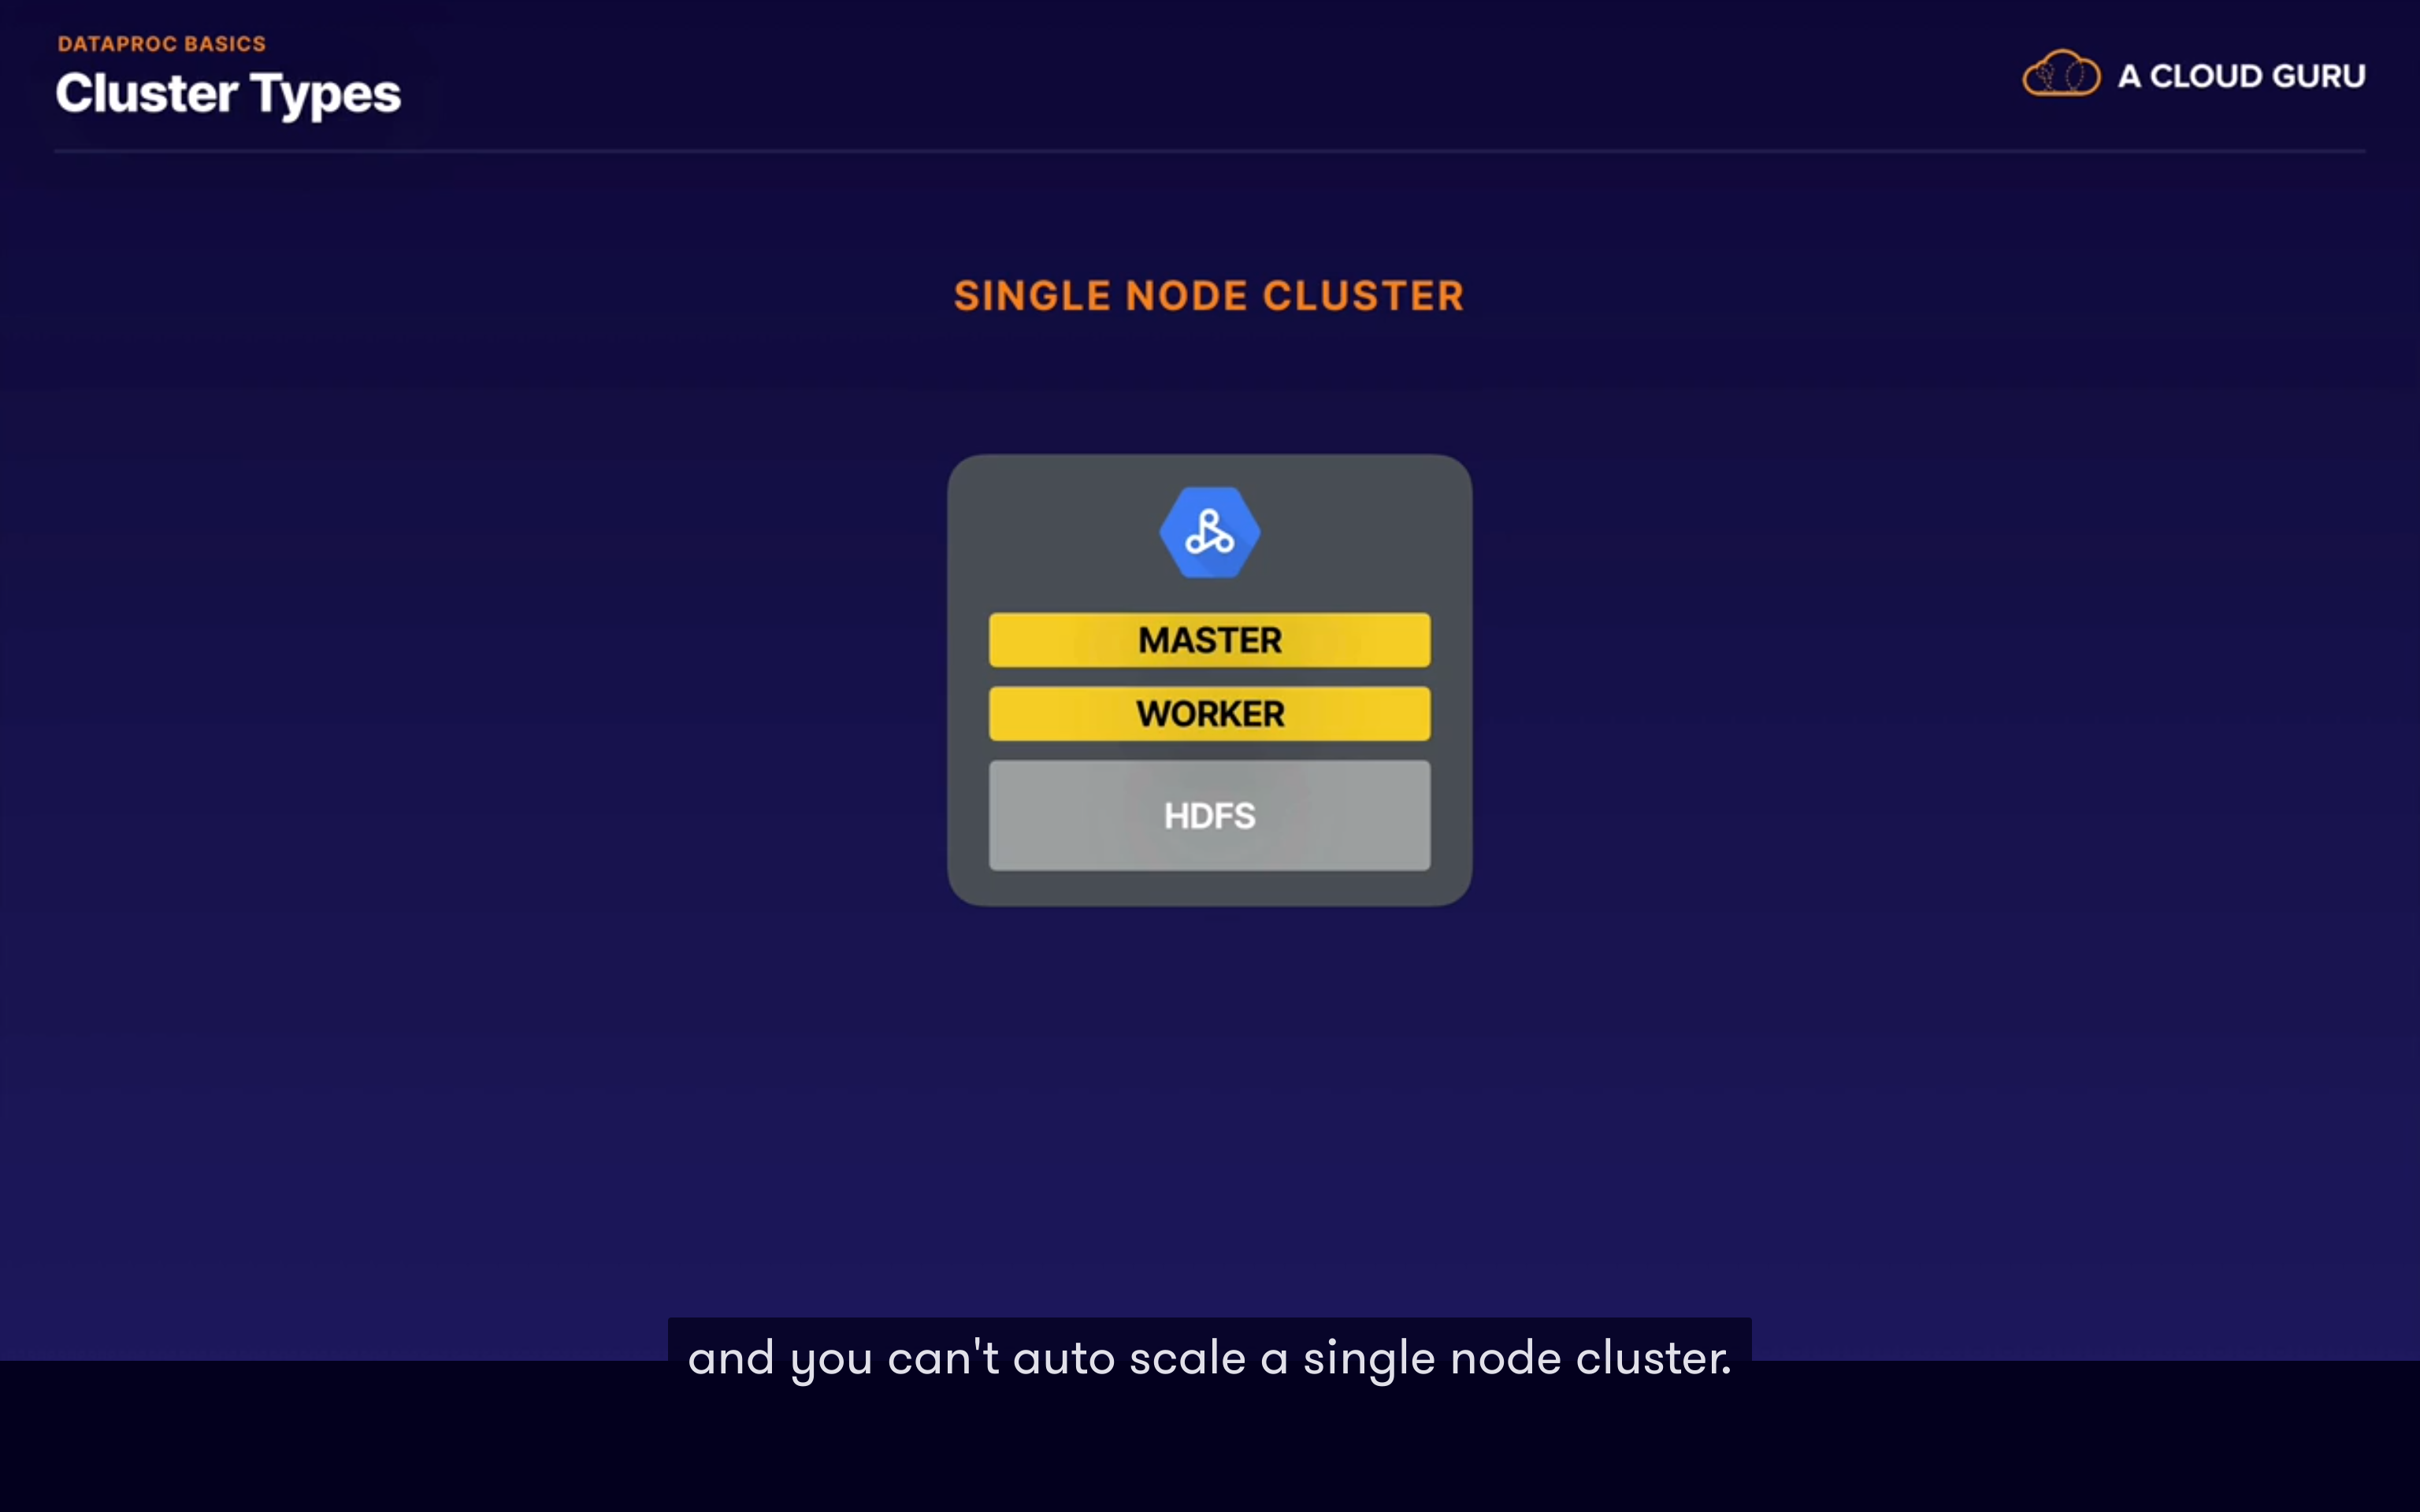 DATAPROC BASICS
Cluster Types
A CLOUD GURU
SINGLE NODE CLUSTER
MASTER
WORKER
HDFS
and you can't auto scale a single node cluster.